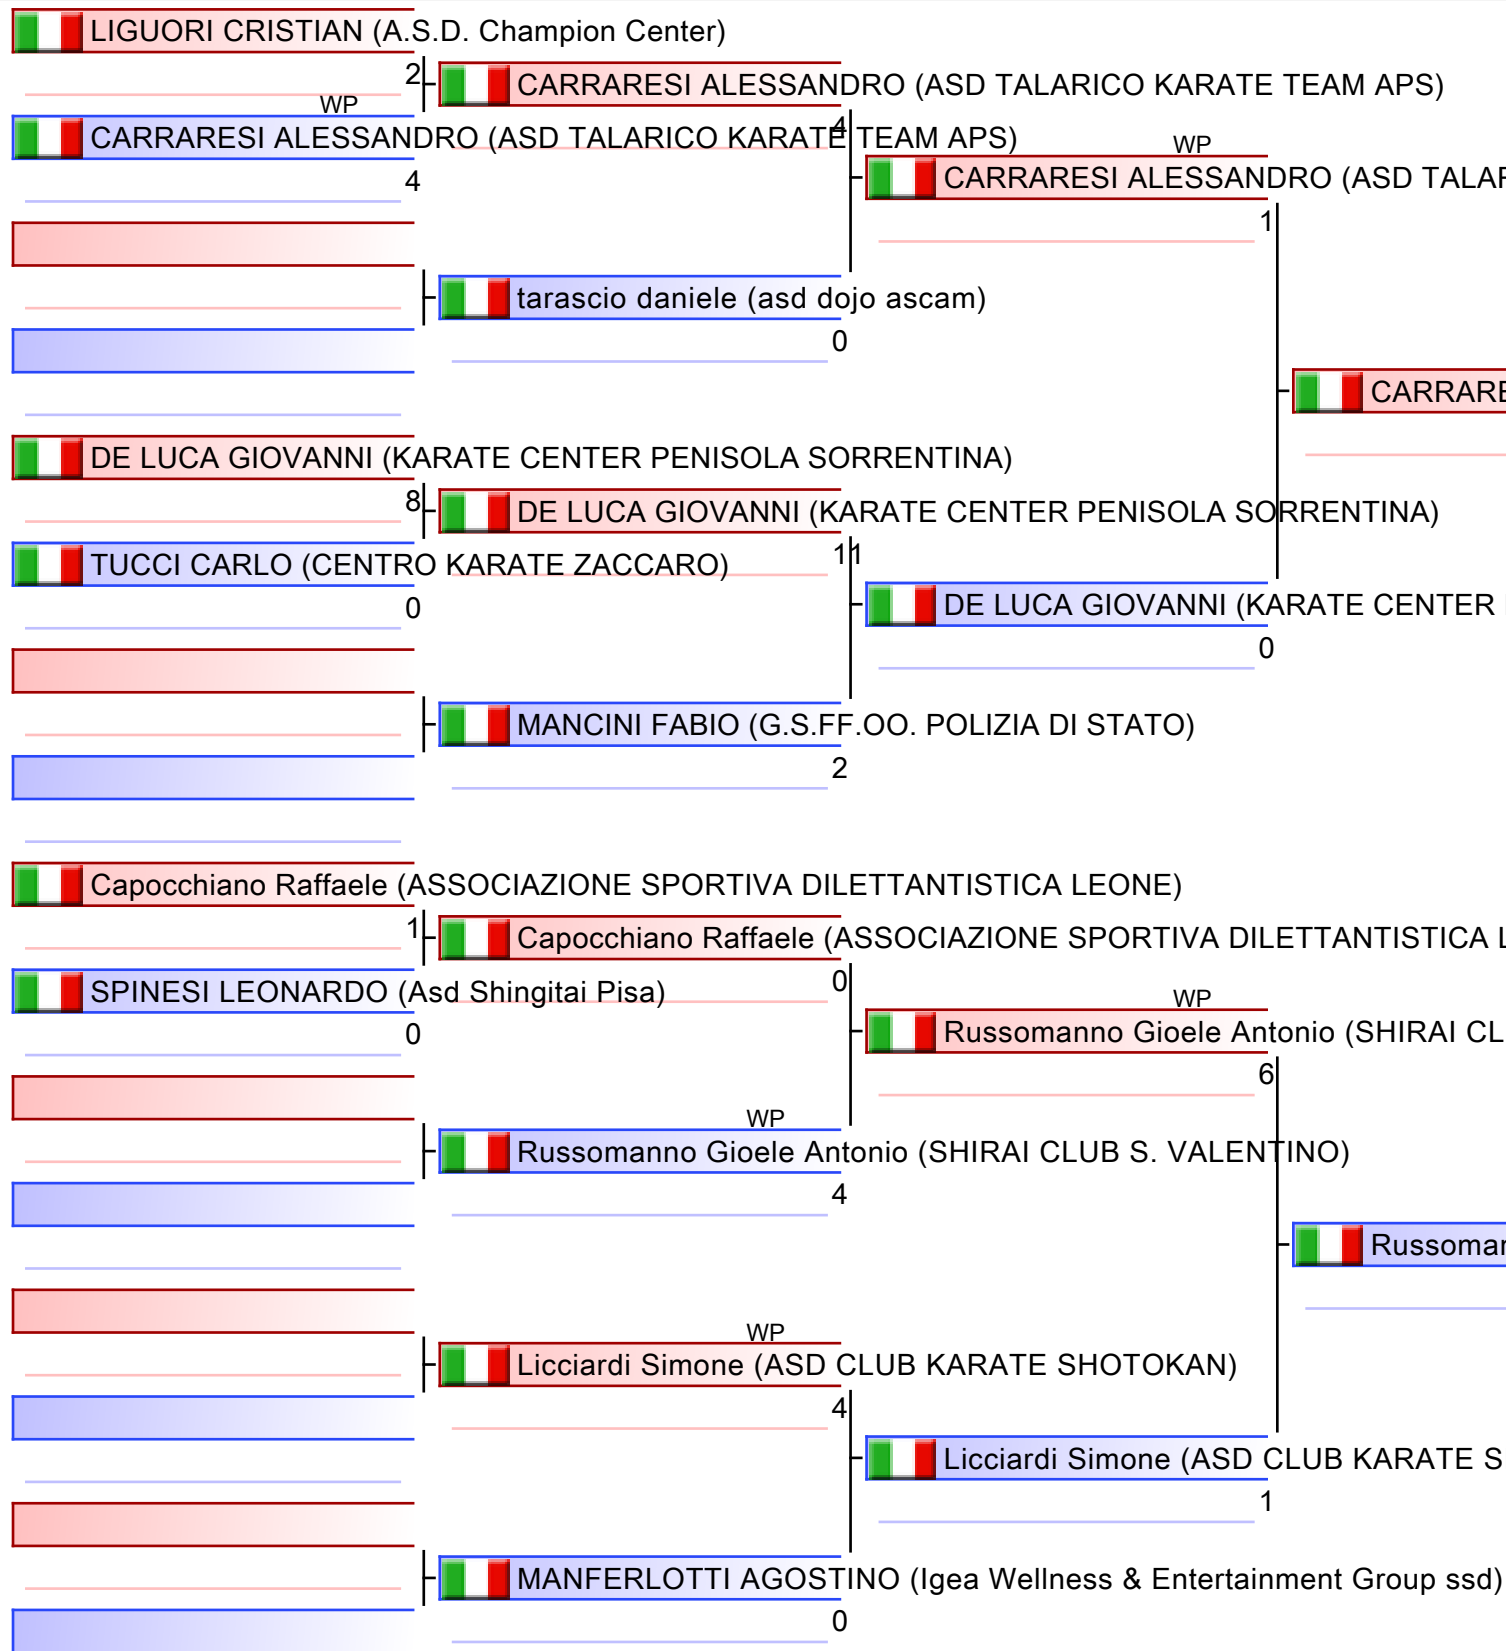 LIGUORI CRISTIAN (A.S.D. Champion Center)
2
CARRARESI ALESSANDRO (ASD TALARICO KARATE TEAM APS)
WP
4
CARRARESI ALESSANDRO (ASD TALARICO KARATE TEAM APS)
WP
CARRARESI ALESSANDRO (ASD TALAR
4
1
tarascio daniele (asd dojo ascam)
0
CARRARE
DE LUCA GIOVANNI (KARATE CENTER PENISOLA SORRENTINA)
8
DE LUCA GIOVANNI (KARATE CENTER PENISOLA SORRENTINA)
11
TUCCI CARLO (CENTRO KARATE ZACCARO)
0
DE LUCA GIOVANNI (KARATE CENTER
0
MANCINI FABIO (G.S.FF.OO. POLIZIA DI STATO)
2
Capocchiano Raffaele (ASSOCIAZIONE SPORTIVA DILETTANTISTICA LEONE)
1
Capocchiano Raffaele (ASSOCIAZIONE SPORTIVA DILETTANTISTICA L
0
SPINESI LEONARDO (Asd Shingitai Pisa)
WP
0
Russomanno Gioele Antonio (SHIRAI CL
6
WP
Russomanno Gioele Antonio (SHIRAI CLUB S. VALENTINO)
4
Russomar
WP
Licciardi Simone (ASD CLUB KARATE SHOTOKAN)
4
Licciardi Simone (ASD CLUB KARATE S
1
MANFERLOTTI AGOSTINO (Igea Wellness & Entertainment Group ssd)
0